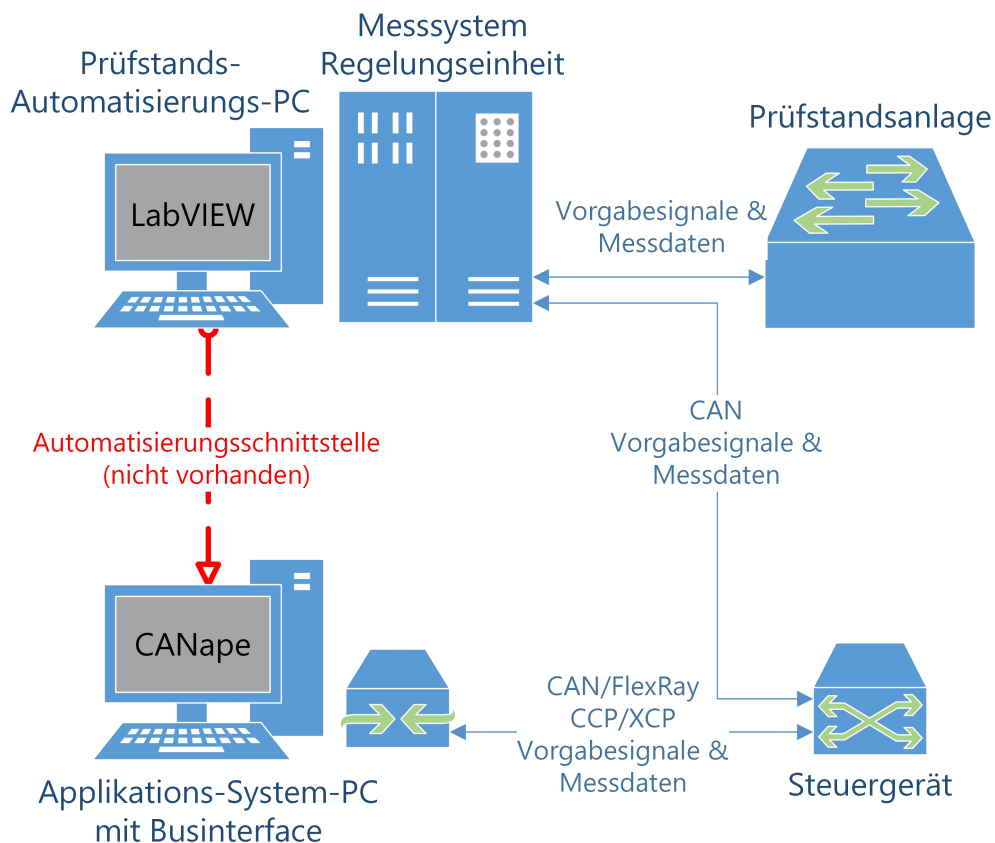 Messsystem
Regelungseinheit
Prüfstands-
Automatisierungs-PC
Prüfstandsanlage
LabVIEW
Vorgabesignale &
Messdaten
CAN
Vorgabesignale &
Messdaten
Automatisierungsschnittstelle
(nicht vorhanden)
CANape
CAN/FlexRay
CCP/XCP
Vorgabesignale &
Messdaten
Steuergerät
Applikations-System-PC
mit Businterface